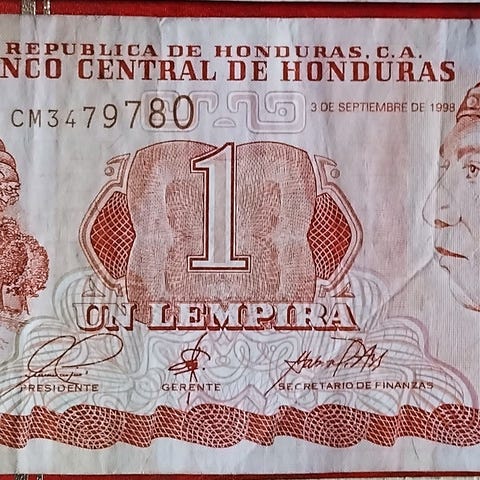 REPUBLICA DE HONDURAS, C.A.
NCO CENTRAL DE HONDURAS
CM3479780
3 DE SEPTIEMBRE DE 1998
1
UN LEMPIRA
PRESIDENTE
GERENTE
SECRETARIO DE FINANZAS